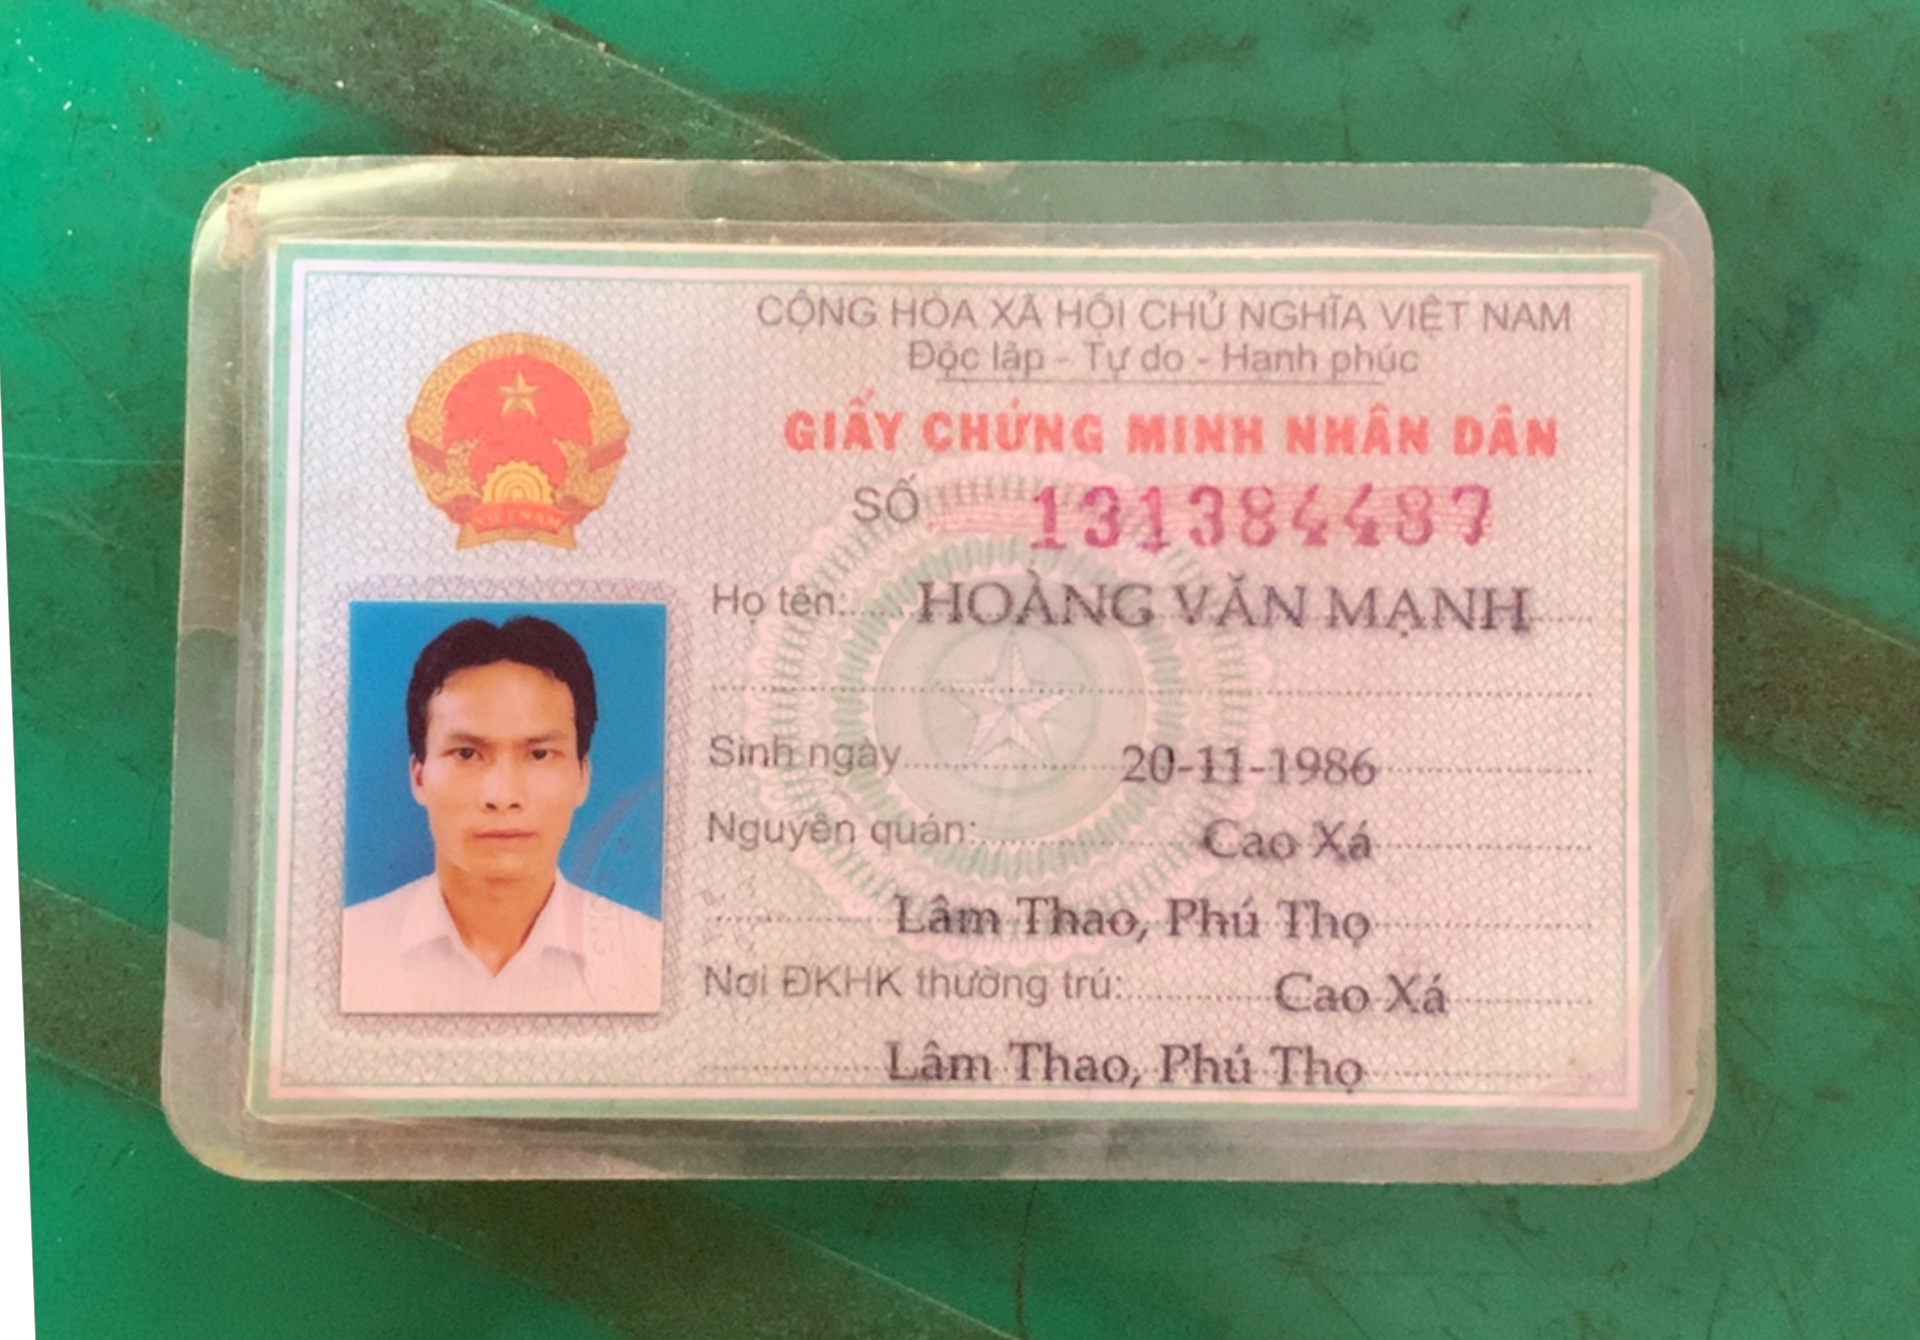 CỘNG HÒA XÃ HỘI CHỦ NGHĨA VIỆT NAM
Độc lập - Tự do - Hạnh phúc
GIẤY CHỨNG MINH NHÂN DÂN
SỐ 131384487
Họ tên: HOÀNG VĂN MẠNH
Sinh ngày 20-11-1986
Nguyên quán: Cao Xá
Lâm Thao, Phú Thọ
Nơi ĐKHK thường trú: Cao Xá
Lâm Thao, Phú Thọ
VIỆT NAM